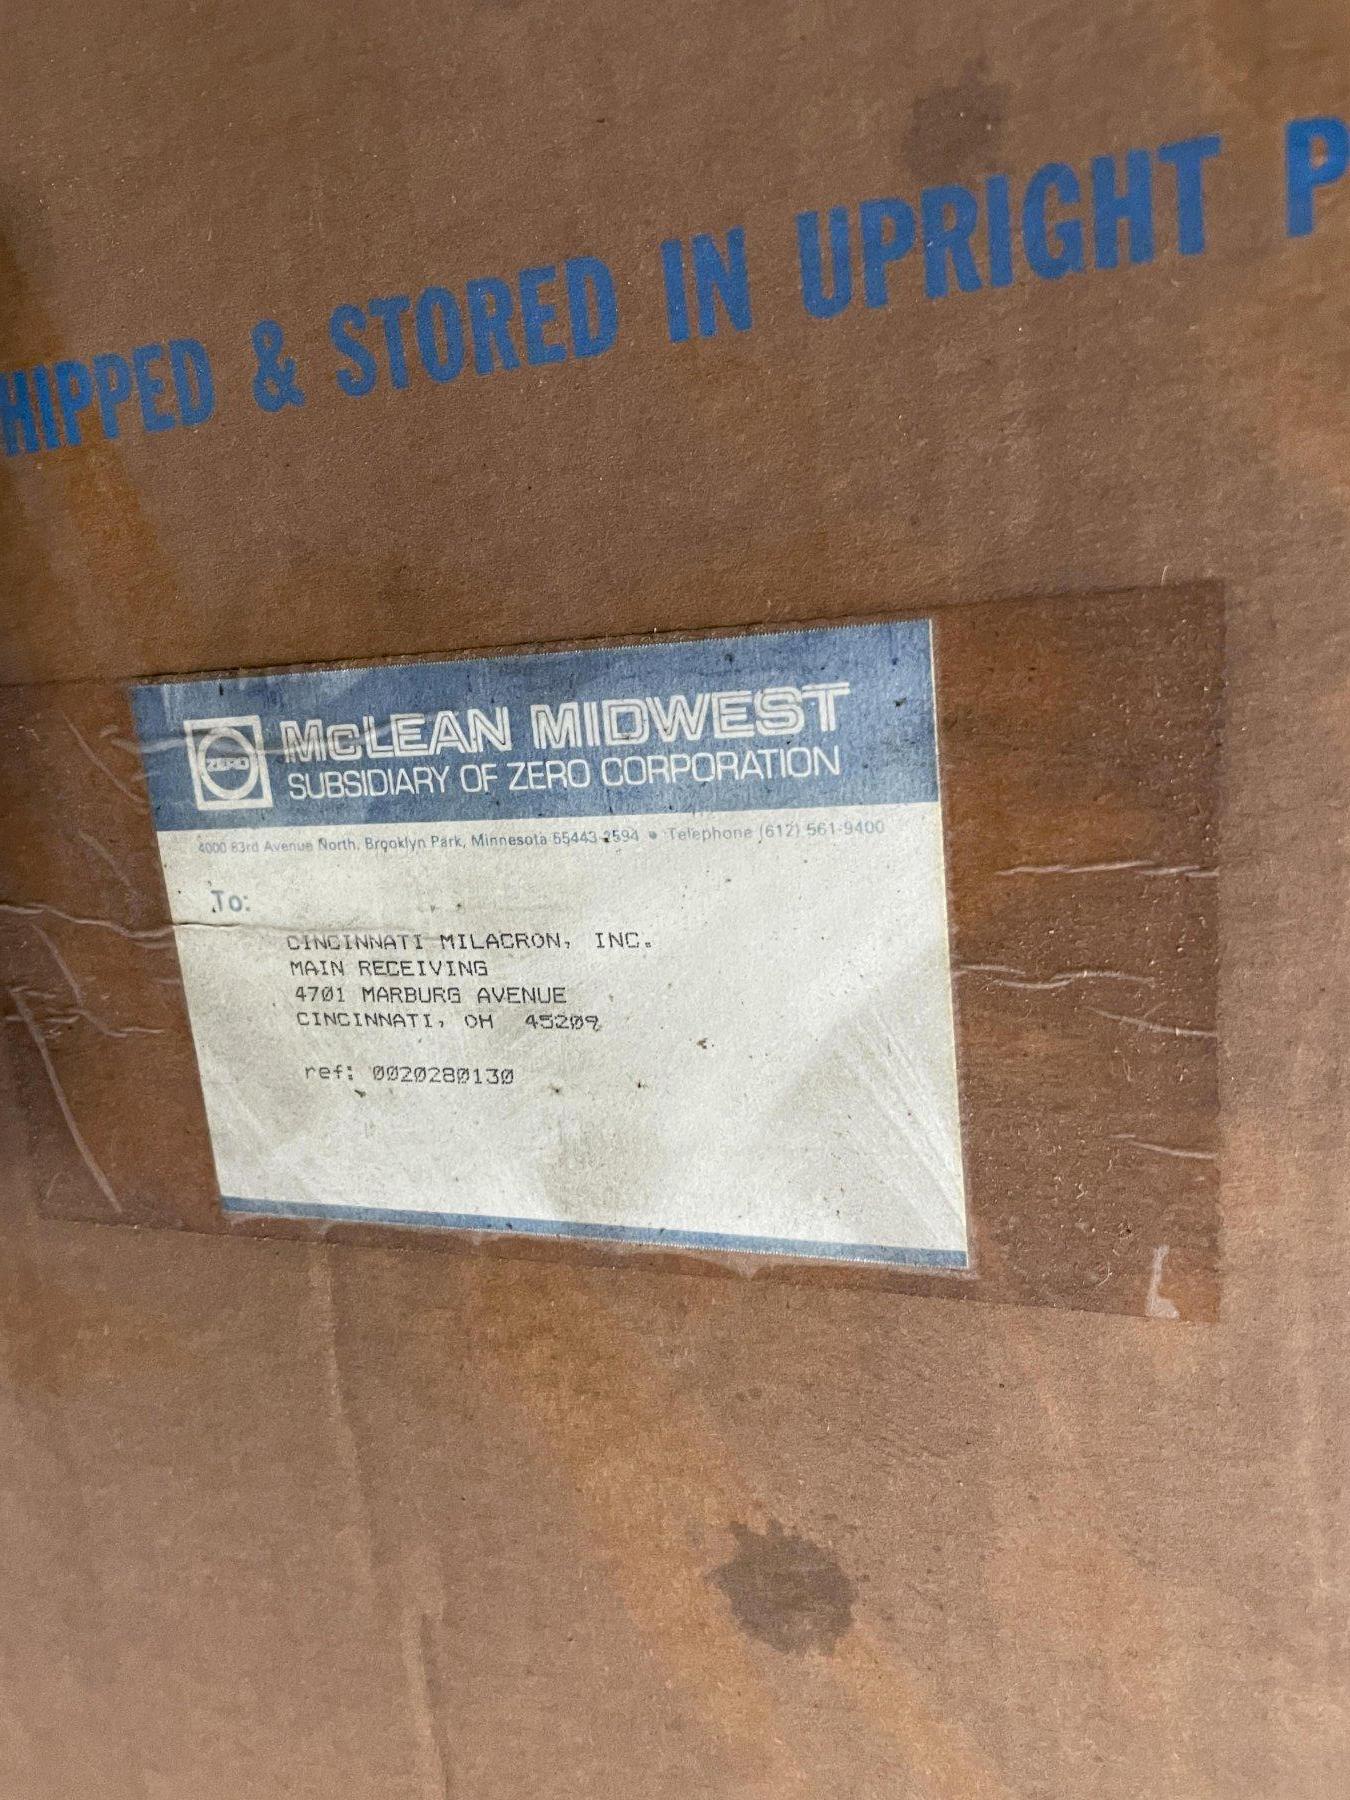 HIPPED & STORED IN UPRIGHT P
ZERO
McLEAN MIDWEST
SUBSIDIARY OF ZERO CORPORATION
4000 83rd Avenue North, Brooklyn Park, Minnesota 55443-2594 • Telephone (612) 561-9400
To:
CINCINNATI MILACRON, INC.
MAIN RECEIVING
4701 MARBURG AVENUE
CINCINNATI, OH 45209
ref: 0020280130